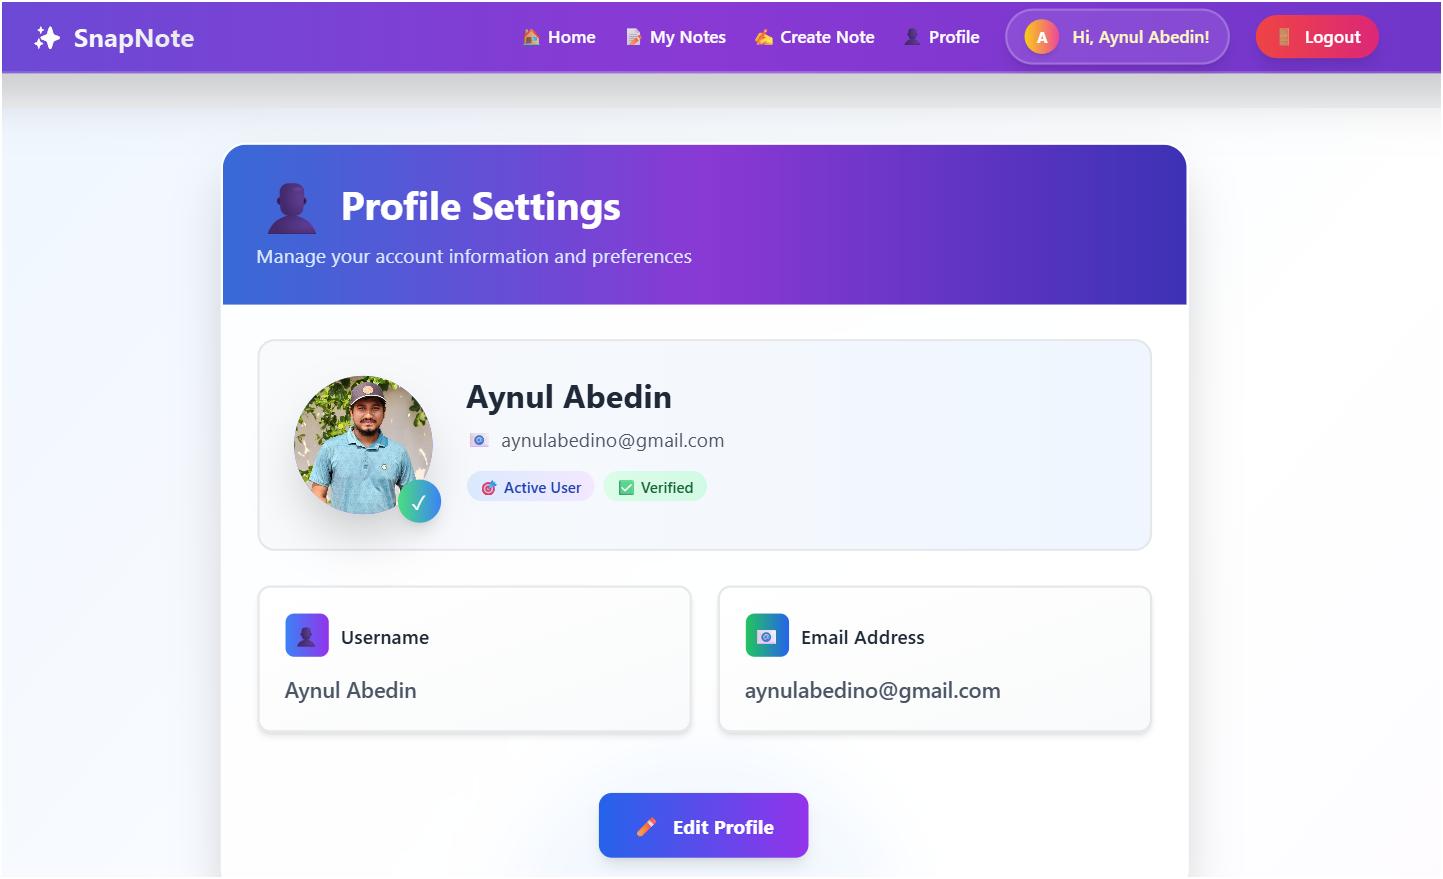 SnapNote
Home
My Notes
Create Note
Profile
A
Hi, Aynul Abedin!
Logout
Profile Settings
Manage your account information and preferences
Aynul Abedin
aynulabedino@gmail.com
Active User
Verified
Username
Aynul Abedin
Email Address
aynulabedino@gmail.com
Edit Profile